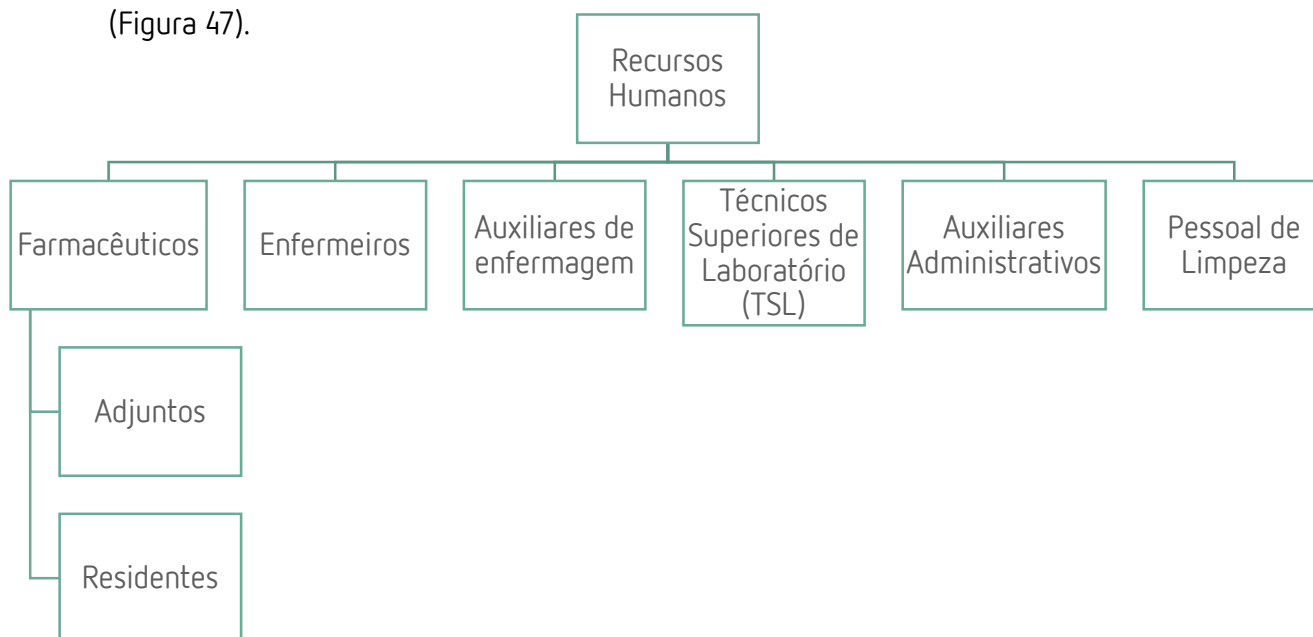 (Figura 47).
Recursos
Humanos
Farmacêuticos
Enfermeiros
Auxiliares de
enfermagem
Técnicos
Superiores de
Laboratório
(TSL)
Auxiliares
Administrativos
Pessoal de
Limpeza
Adjuntos
Residentes